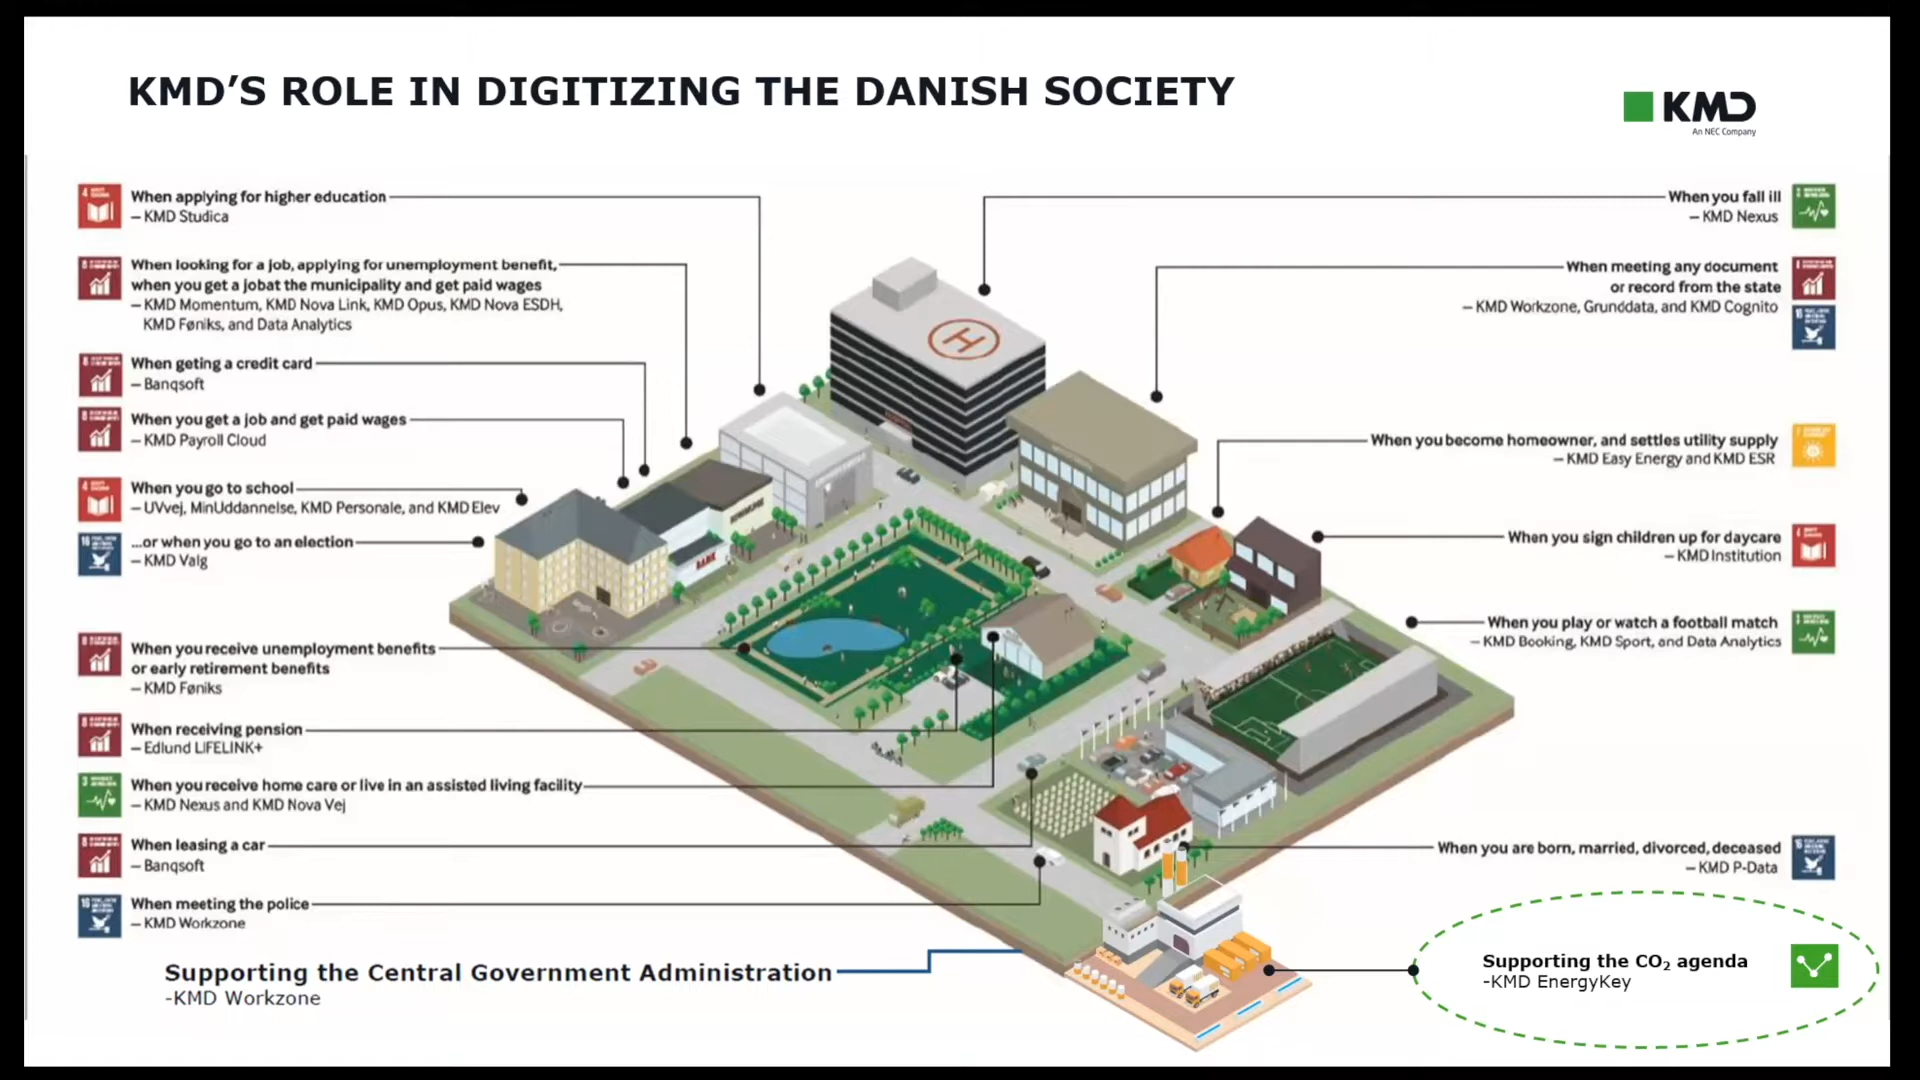 KMD'S ROLE IN DIGITIZING THE DANISH SOCIETY
KMD
An NEC Company
When applying for higher education
– KMD Studica
When looking for a job, applying for unemployment benefit,
when you get a jobat the municipality and get paid wages
– KMD Momentum, KMD Nova Link, KMD Opus, KMD Nova ESDH,
KMD Føniks, and Data Analytics
When geting a credit card
– Banqsoft
When you get a job and get paid wages
– KMD Payroll Cloud
When you go to school
– UVvej, MinUddannelse, KMD Personale, and KMD Elev
...or when you go to an election
– KMD Valg
When you receive unemployment benefits
or early retirement benefits
– KMD Føniks
When receiving pension
– Edlund LIFELINK+
When you receive home care or live in an assisted living facility
– KMD Nexus and KMD Nova Vej
When leasing a car
– Banqsoft
When meeting the police
– KMD Workzone
Supporting the Central Government Administration
-KMD Workzone
BANK
H
When you fall ill
– KMD Nexus
When meeting any document
or record from the state
– KMD Workzone, Grunddata, and KMD Cognito
When you become homeowner, and settles utility supply
– KMD Easy Energy and KMD ESR
When you sign children up for daycare
– KMD Institution
When you play or watch a football match
– KMD Booking, KMD Sport, and Data Analytics
When you are born, married, divorced, deceased
– KMD P-Data
Supporting the CO₂ agenda
-KMD EnergyKey